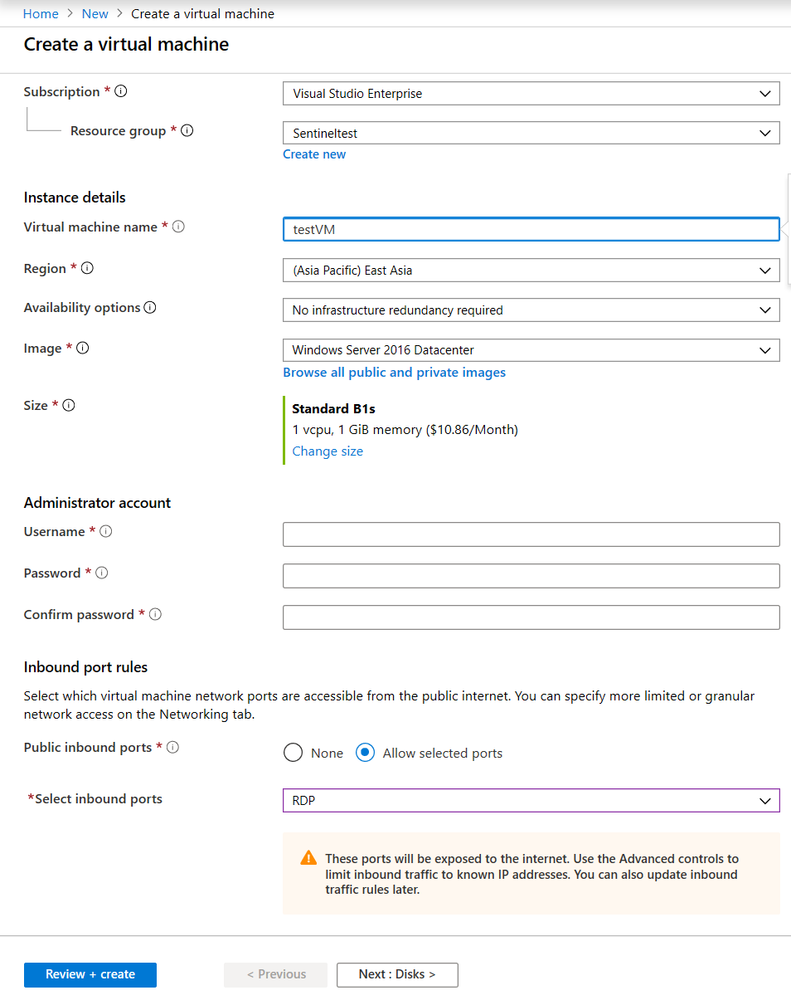 Home > New > Create a virtual machine
Create a virtual machine
Subscription * Visual Studio Enterprise
Resource group * Sentineltest
Create new
Instance details
Virtual machine name * testVM
Region * (Asia Pacific) East Asia
Availability options No infrastructure redundancy required
Image * Windows Server 2016 Datacenter
Browse all public and private images
Size * Standard B1s
1 vcpu, 1 GiB memory ($10.86/Month)
Change size
Administrator account
Username *
Password *
Confirm password *
Inbound port rules
Select which virtual machine network ports are accessible from the public internet. You can specify more limited or granular
network access on the Networking tab.
Public inbound ports * None Allow selected ports
*Select inbound ports RDP
These ports will be exposed to the internet. Use the Advanced controls to
limit inbound traffic to known IP addresses. You can also update inbound
traffic rules later.
Review + create < Previous Next : Disks >